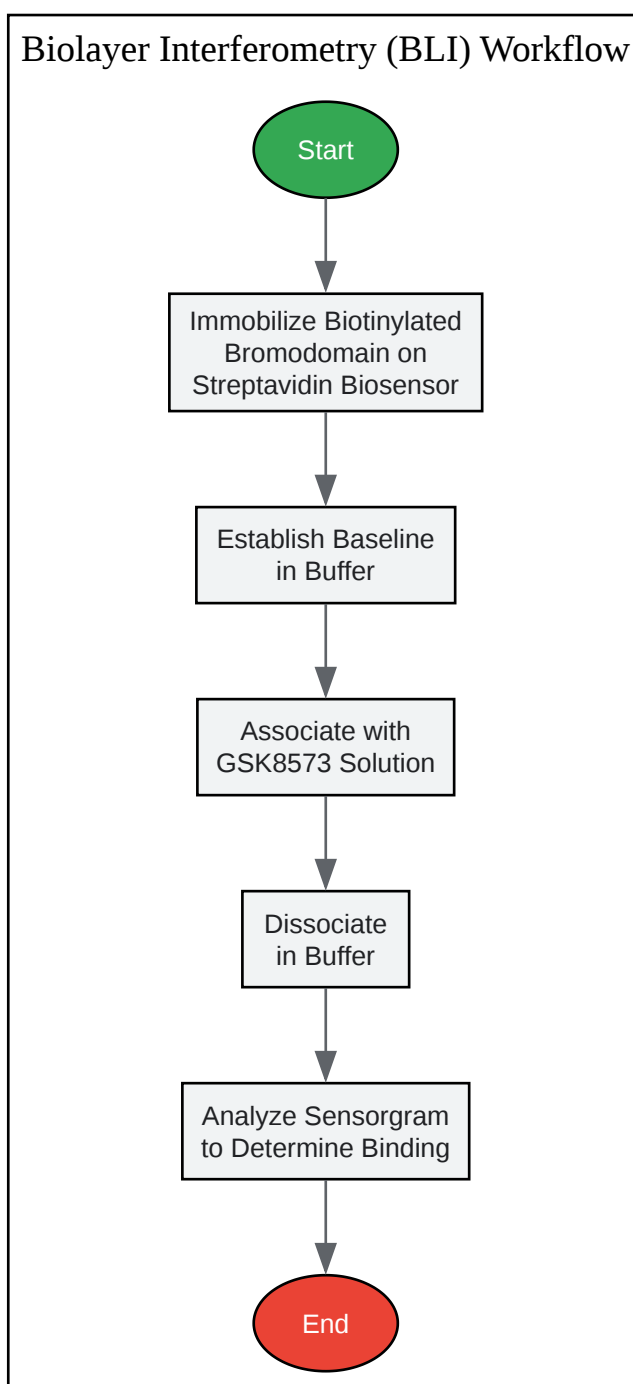 Biolayer Interferometry (BLI) Workflow
Start
Immobilize Biotinylated
Bromodomain on
Streptavidin Biosensor
Establish Baseline
in Buffer
Associate with
GSK8573 Solution
Dissociate
in Buffer
Analyze Sensorgram
to Determine Binding
End